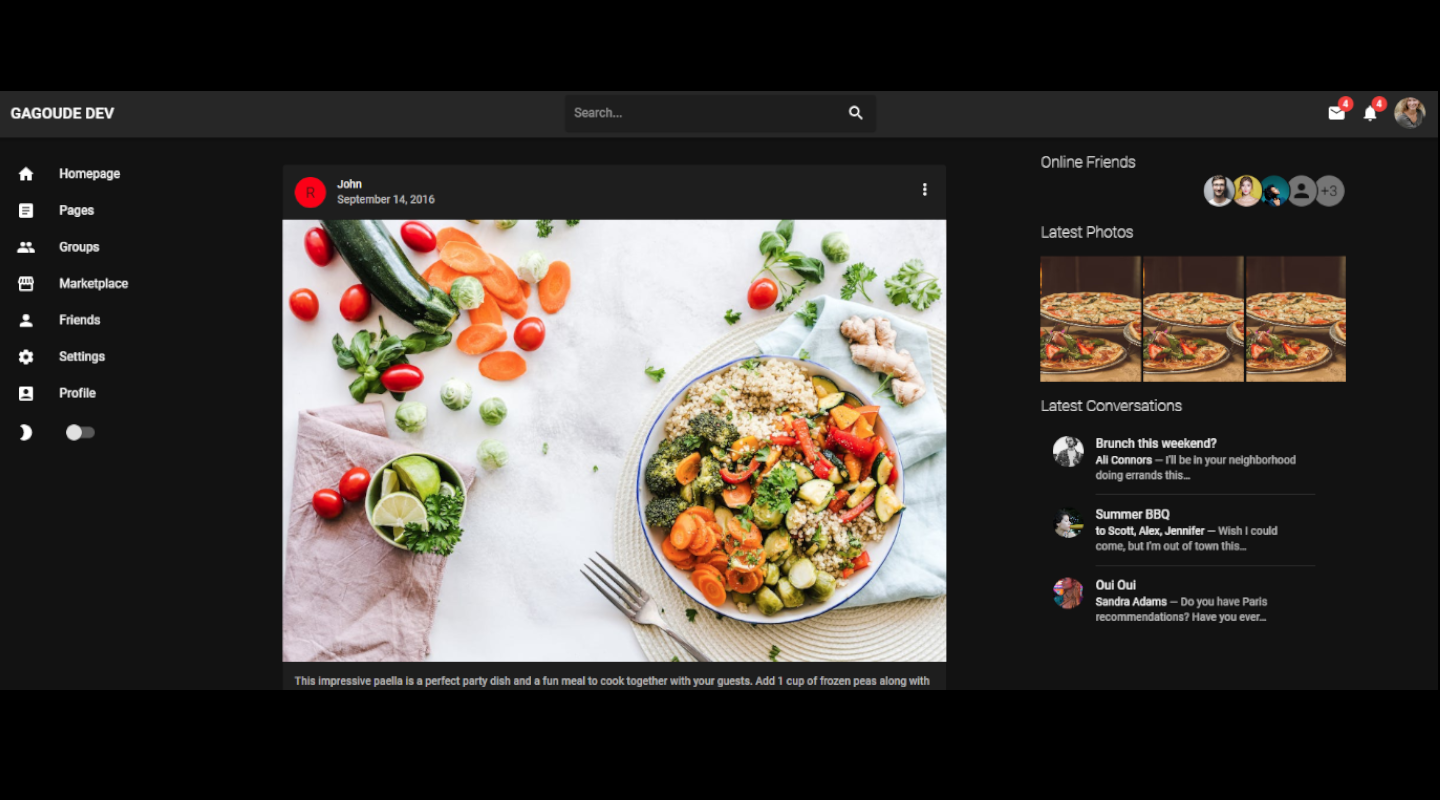 GAGOUDE DEV
Search...
4
4
Homepage
Pages
Groups
Marketplace
Friends
Settings
Profile
R
John
September 14, 2016
This impressive paella is a perfect party dish and a fun meal to cook together with your guests. Add 1 cup of frozen peas along with
Online Friends
+3
Latest Photos
Latest Conversations
Brunch this weekend?
Ali Connors — I'll be in your neighborhood
doing errands this…
Summer BBQ
to Scott, Alex, Jennifer — Wish I could
come, but I'm out of town this…
Oui Oui
Sandra Adams — Do you have Paris
recommendations? Have you ever…